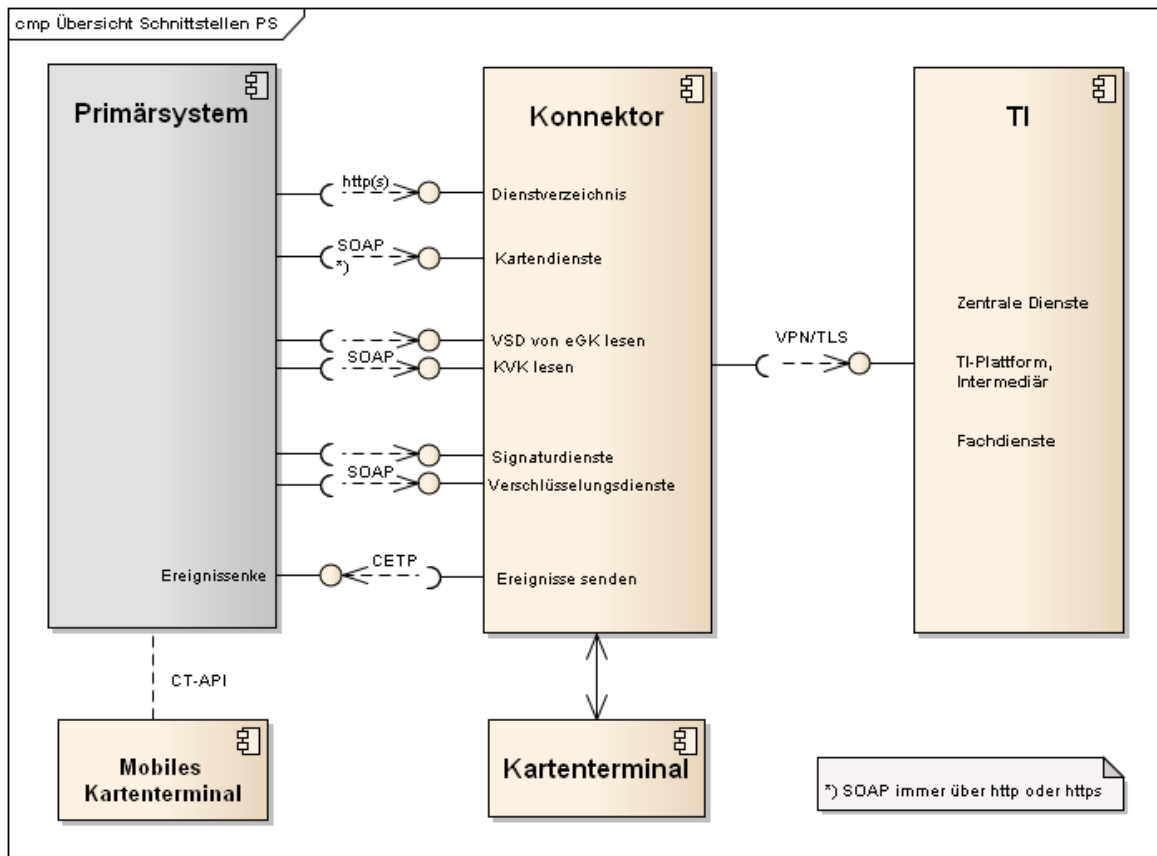 cmp Übersicht Schnittstellen PS
Primärsystem
Konnektor
TI
http(s)
Dienstverzeichnis
SOAP
*)
Kartendienste
Zentrale Dienste
VSD von eGK lesen
SOAP
KVK lesen
VPN/TLS
TI-Plattform,
Intermediär
Fachdienste
Signaturdienste
SOAP
Verschlüsselungsdienste
CETP
Ereignissenke
Ereignisse senden
CT-API
Mobiles
Kartenterminal
Kartenterminal
*) SOAP immer über http oder https